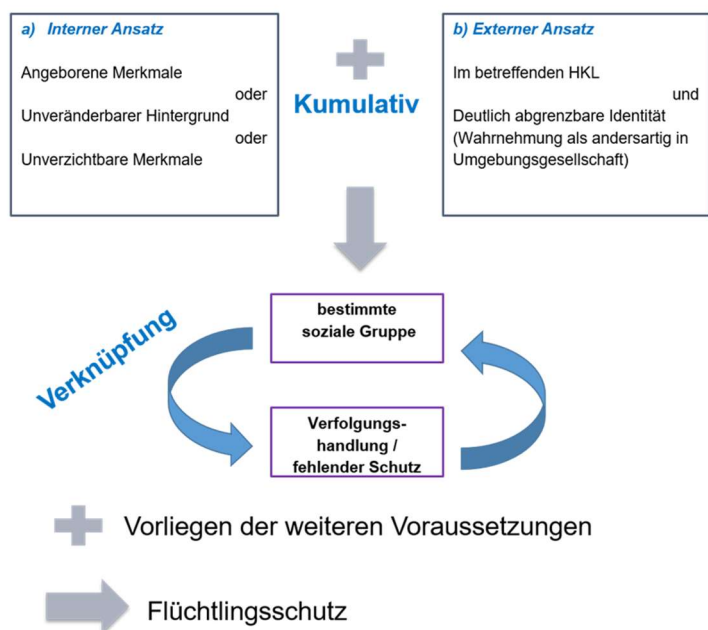 a) Interner Ansatz
Angeborene Merkmale
oder
Unveränderbarer Hintergrund
oder
Unverzichtbare Merkmale
Kumulativ
b) Externer Ansatz
Im betreffenden HKL
und
Deutlich abgrenzbare Identität
(Wahrnehmung als andersartig in
Umgebungsgesellschaft)
bestimmte
soziale Gruppe
Verknüpfung
Verfolgungs-
handlung /
fehlender Schutz
Vorliegen der weiteren Voraussetzungen
Flüchtlingsschutz